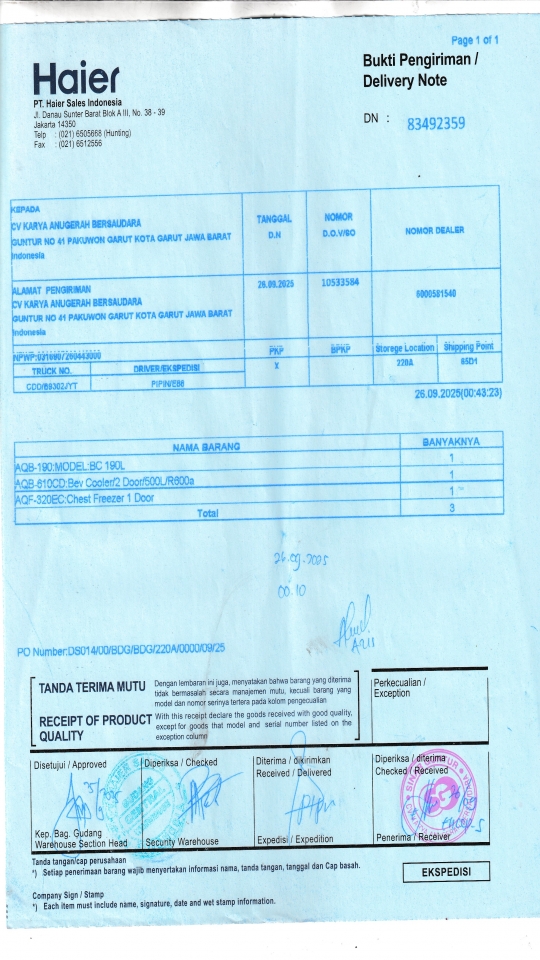 Page 1 of 1
Haier
Bukti Pengiriman /
Delivery Note
PT. Haier Sales Indonesia
Jl. Danau Sunter Barat Blok A III, No. 38 - 39
Jakarta 14350
Telp : (021) 6505868 (Hunting)
Fax : (021) 6512556
DN : 83492359
KEPADA
CV KARYA ANUGERAH BERSAUDARA
GUNTUR NO 41 PAKUWON GARUT KOTA GARUT JAWA BARAT
Indonesia
TANGGAL
D.N
NOMOR
D.O.V/SO
NOMOR DEALER
ALAMAT PENGIRIMAN
CV KARYA ANUGERAH BERSAUDARA
GUNTUR NO 41 PAKUWON GARUT KOTA GARUT JAWA BARAT
Indonesia
26.09.2025
10533584
6000581540
PKP
BPKP
Storege Location
Shipping Point
TRUCK NO.
DRIVER/EKSPEDISI
X
220A
65D1
PIPIN/E86
26.09.2025(00:43:23)
NAMA BARANG BANYAKNYA
AQB-190:MODEL:BC 190L 1
AQB-610CD:Bev Cooler/2 Door/500L/R600a 1
AQF-320EC:Chest Freezer 1 Door 1
Total 3
26.09.2025
00.10
PO Number:DS014/00/BDG/BDG/220A/0000/09/25
TANDA TERIMA MUTU
Dengan lembaran ini juga, menyatakan bahwa barang yang diterima
tidak bermasalah secara manajemen mutu, kecuali barang yang
model dan nomor serinya tertera pada kolom pengecualian
RECEIPT OF PRODUCT
QUALITY
With this receipt declare the goods received with good quality,
except for goods that model and serial number listed on the
exception column
Perkecualian /
Exception
Disetujui / Approved
Diperiksa / Checked
Diterima / dikirimkan
Received / Delivered
Diperiksa / diterima
Checked / Received
Kep. Bag. Gudang
Warehouse Section Head
Security Warehouse
Expedisi / Expedition
Penerima / Receiver
Tanda tangan/cap perusahaan
*) Setiap penerimaan barang wajib menyertakan informasi nama, tanda tangan, tanggal dan Cap basah.
EKSPEDISI
Company Sign / Stamp
*) Each item must include name, signature, date and wet stamp information.